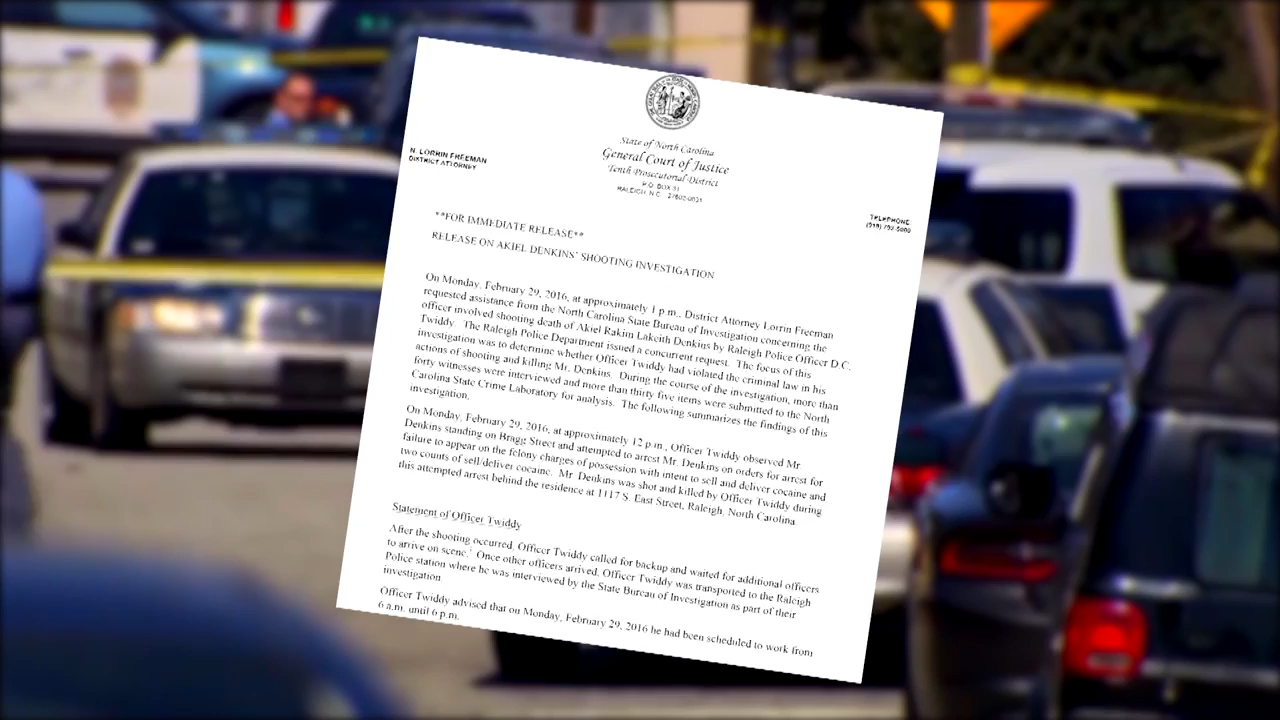 State of North Carolina
General Court of Justice
Tenth Prosecutorial District
P.O. BOX 31
RALEIGH, N.C. 27602-0031
N. LORRIN FREEMAN
DISTRICT ATTORNEY
TELEPHONE:
(919) 792-5000
**FOR IMMEDIATE RELEASE**
RELEASE ON AKIEL DENKINS' SHOOTING INVESTIGATION
On Monday, February 29, 2016, at approximately 1 p.m., District Attorney Lorrin Freeman
requested assistance from the North Carolina State Bureau of Investigation concerning the
officer involved shooting death of Akiel Rakim Lakeith Denkins by Raleigh Police Officer D.C.
Twiddy. The Raleigh Police Department issued a concurrent request. The focus of this
investigation was to determine whether Officer Twiddy had violated the criminal law in his
actions of shooting and killing Mr. Denkins. During the course of the investigation, more than
forty witnesses were interviewed and more than thirty five items were submitted to the North
Carolina State Crime Laboratory for analysis. The following summarizes the findings of this
investigation.
On Monday, February 29, 2016, at approximately 12 p.m., Officer Twiddy observed Mr.
Denkins standing on Bragg Street and attempted to arrest Mr. Denkins on orders for arrest for
failure to appear on the felony charges of possession with intent to sell and deliver cocaine and
two counts of sell/deliver cocaine. Mr. Denkins was shot and killed by Officer Twiddy during
this attempted arrest behind the residence at 1117 S. East Street, Raleigh, North Carolina
Statement of Officer Twiddy
After the shooting occurred, Officer Twiddy called for backup and waited for additional officers
to arrive on scene.¹ Once other officers arrived, Officer Twiddy was transported to the Raleigh
Police station where he was interviewed by the State Bureau of Investigation as part of their
investigation.
Officer Twiddy advised that on Monday, February 29, 2016 he had been scheduled to work from
6 a.m. until 6 p.m.